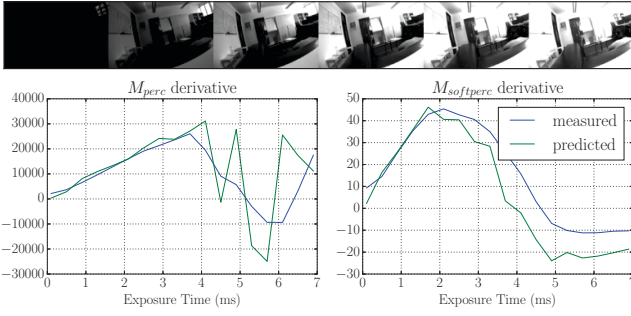 M_perc derivative
40000
30000
20000
10000
0
−10000
−20000
−30000
0 1 2 3 4 5 6 7
Exposure Time (ms)
M_softperc derivative
50
40
30
20
10
0
−10
−20
−30
0 1 2 3 4 5 6 7
Exposure Time (ms)
measured
predicted